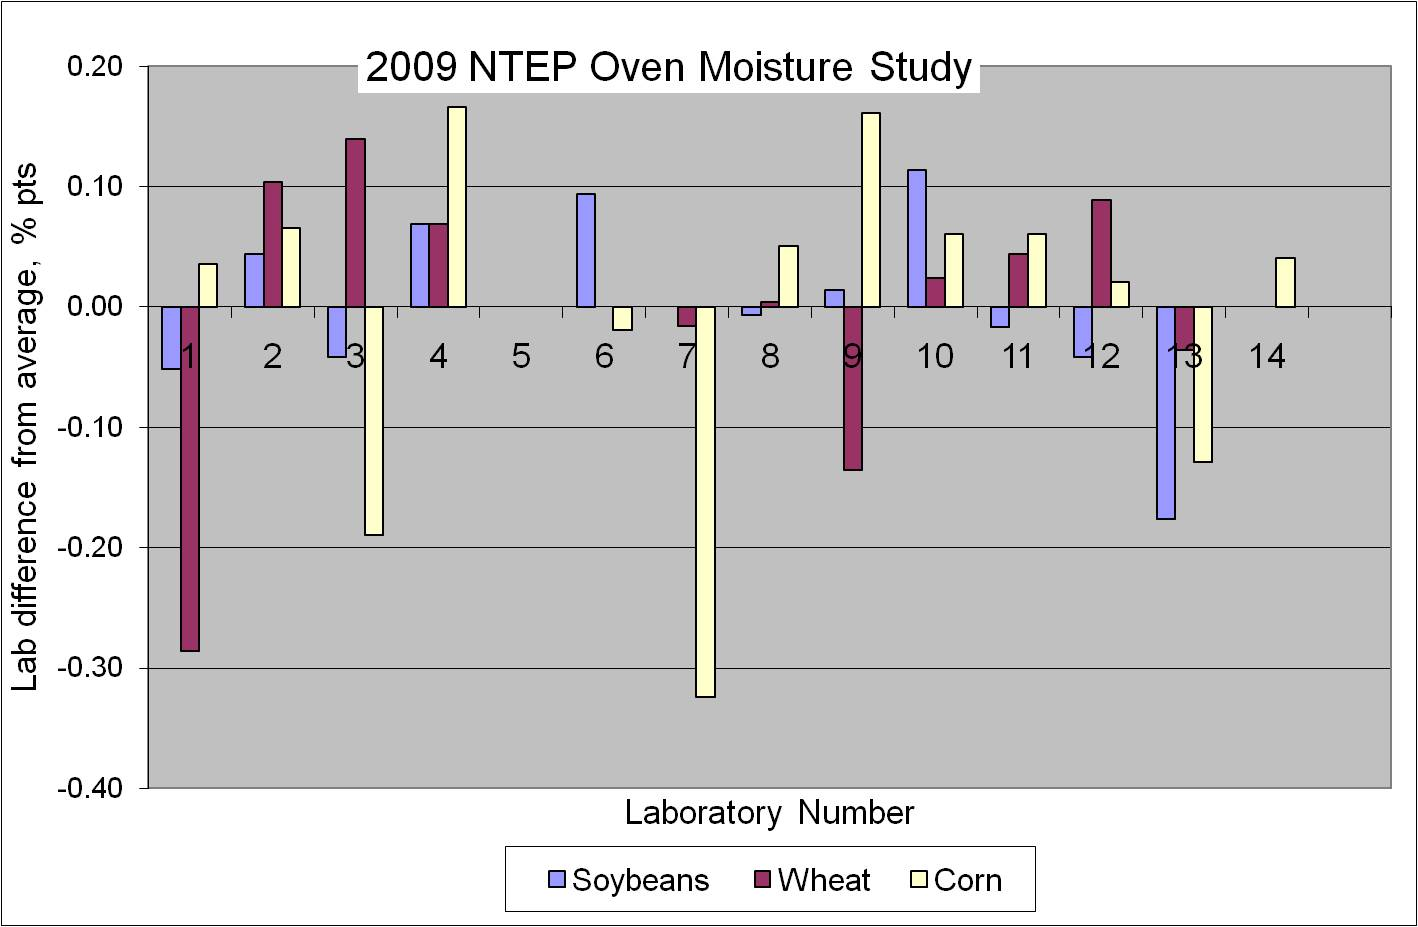 2009 NTEP Oven Moisture Study
Lab difference from average, % pts
0.20
0.10
0.00
-0.10
-0.20
-0.30
-0.40
1 2 3 4 5 6 7 8 9 10 11 12 13 14
Laboratory Number
Soybeans Wheat Corn